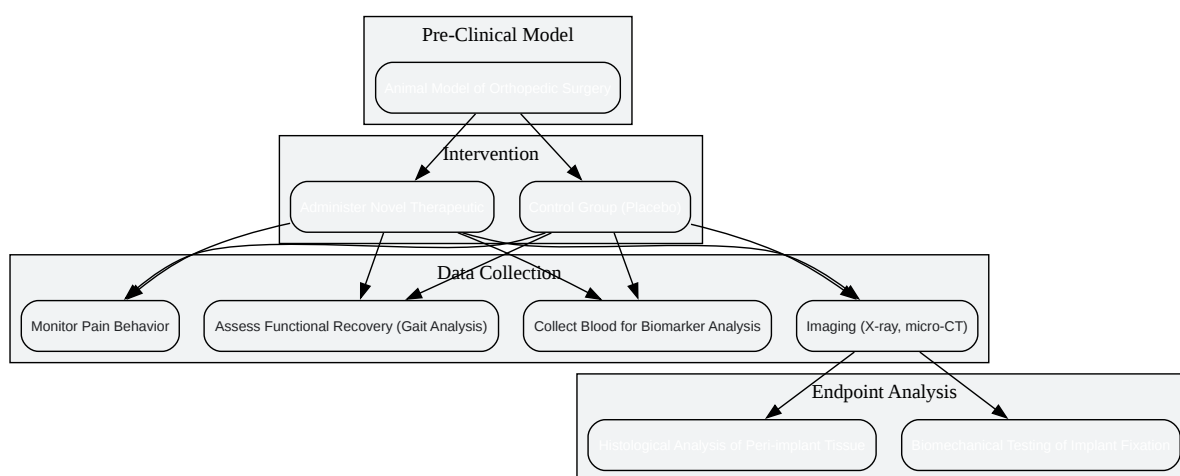 Pre-Clinical Model
Animal Model of Orthopedic Surgery
Intervention
Administer Novel Therapeutic
Control Group (Placebo)
Data Collection
Monitor Pain Behavior
Assess Functional Recovery (Gait Analysis)
Collect Blood for Biomarker Analysis
Imaging (X-ray, micro-CT)
Endpoint Analysis
Histological Analysis of Peri-implant Tissue
Biomechanical Testing of Implant Fixation